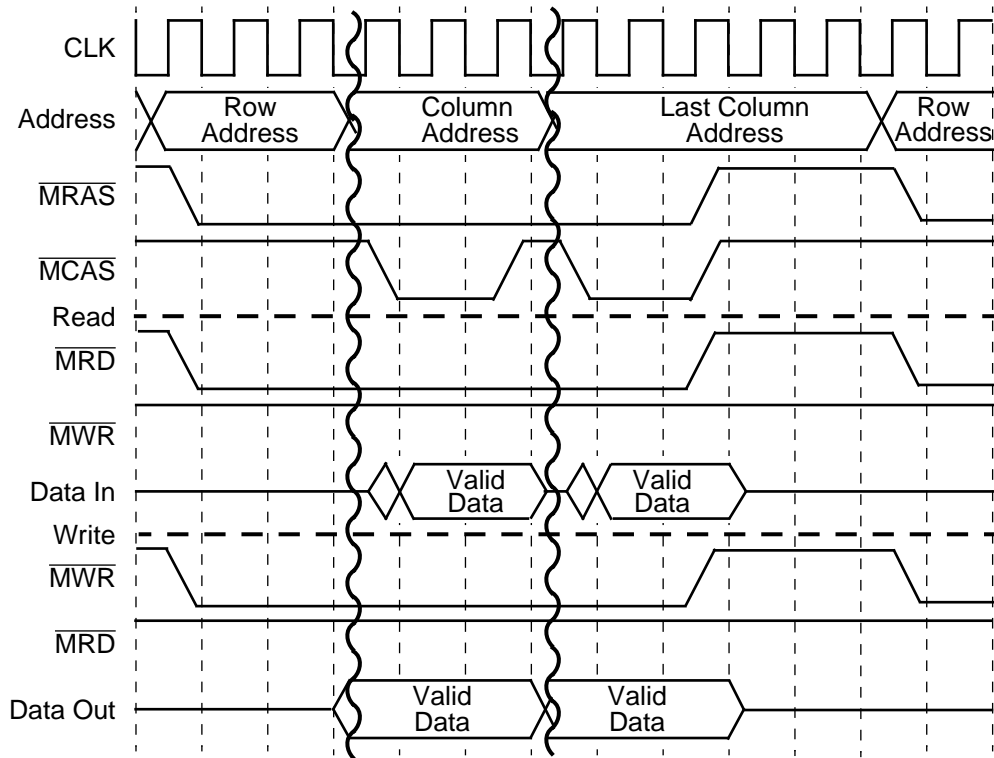 CLK
Address
Row
Address
Column
Address
Last Column
Address
Row
Address
MRAS
MCAS
Read
MRD
MWR
Data In
Valid
Data
Valid
Data
Write
MWR
MRD
Data Out
Valid
Data
Valid
Data